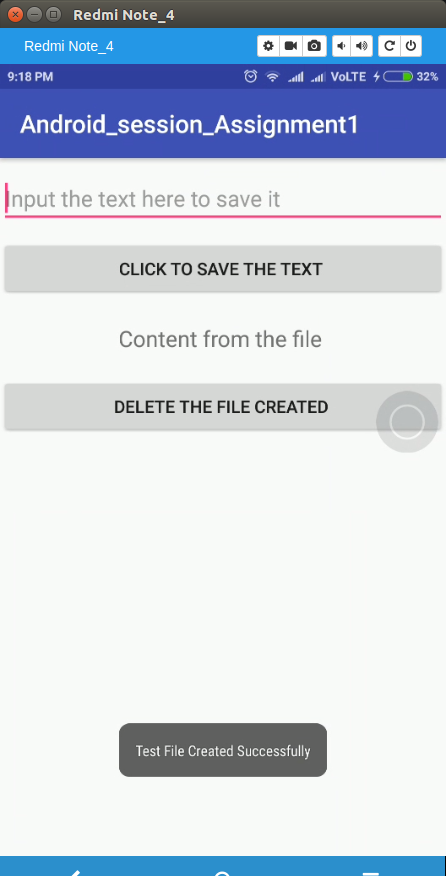 Redmi Note_4
Redmi Note_4
9:18 PM VoLTE 32%
Android_session_Assignment1
Input the text here to save it
CLICK TO SAVE THE TEXT
Content from the file
DELETE THE FILE CREATED
Test File Created Successfully